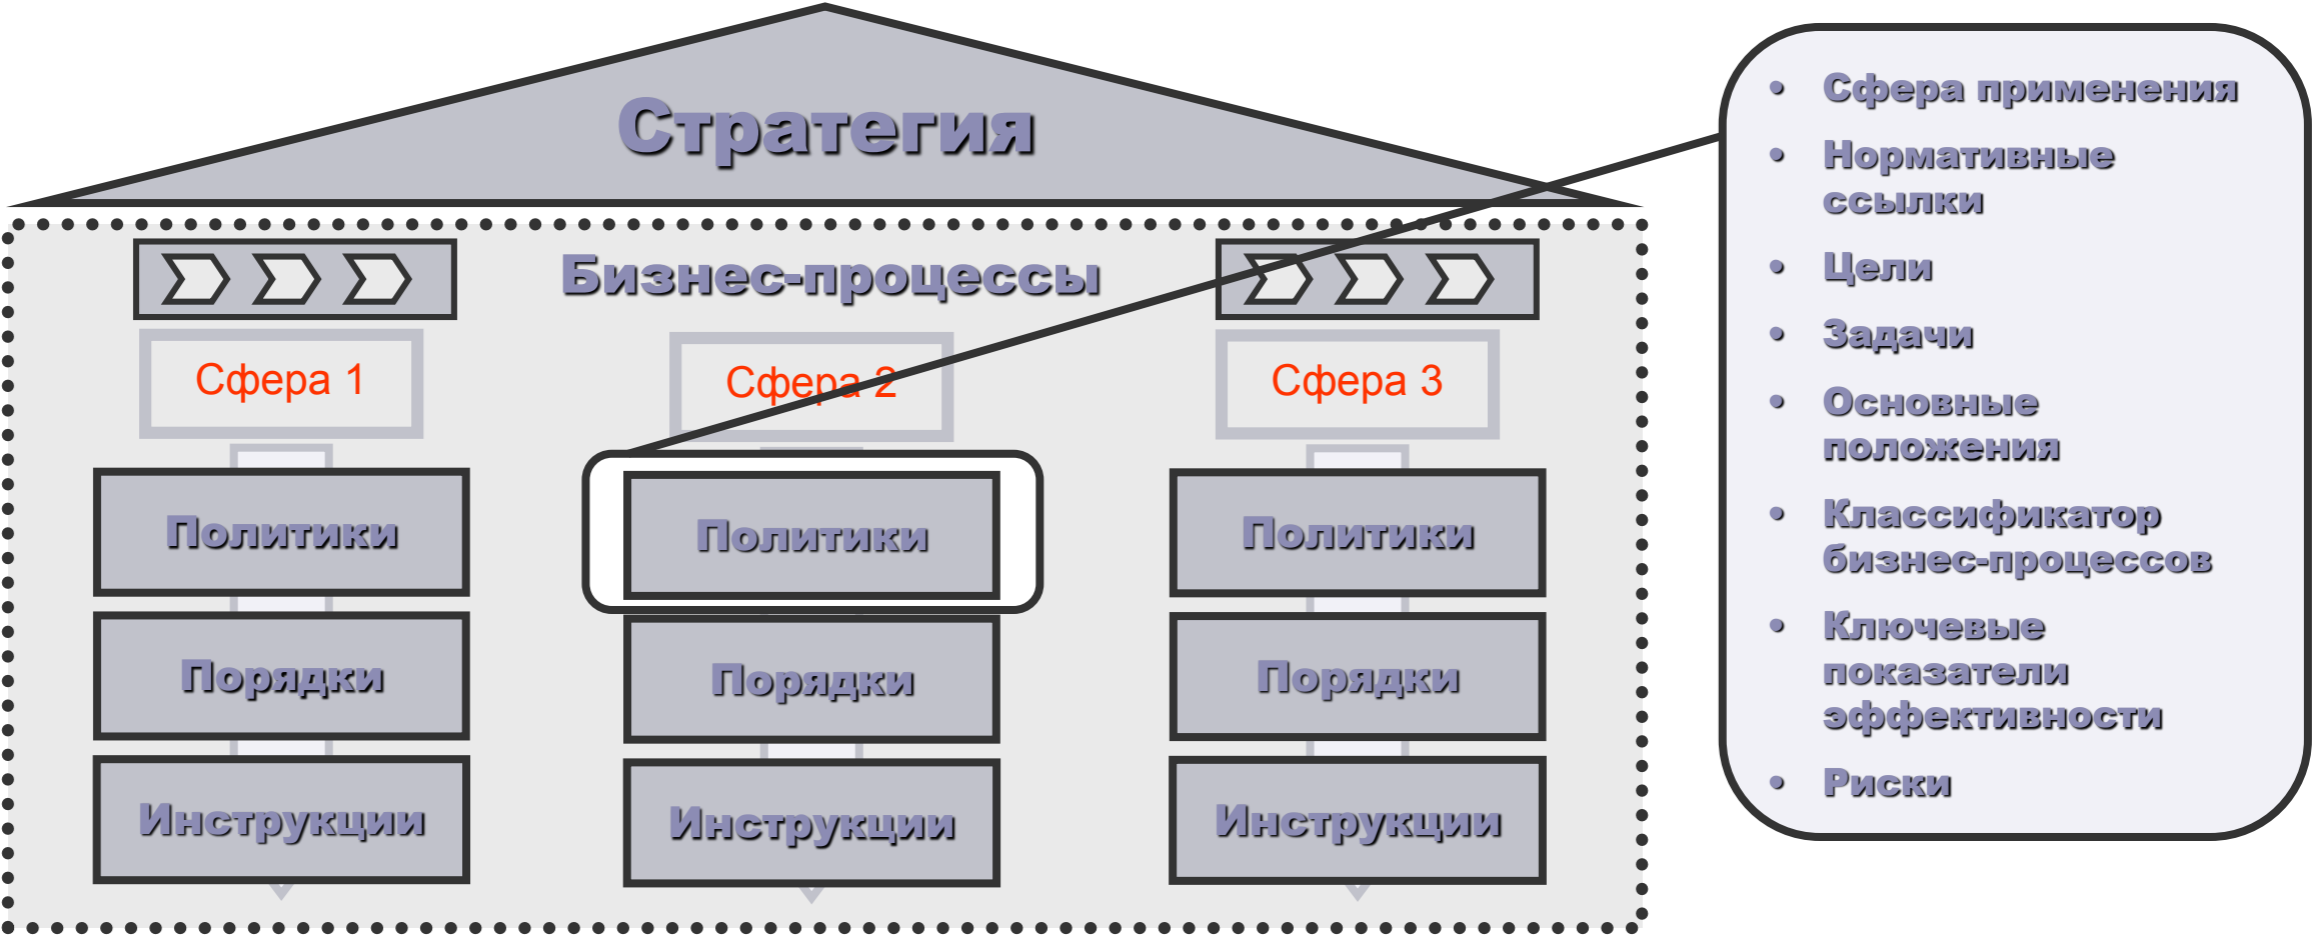 Стратегия
Бизнес-процессы
Сфера 1
Сфера 2
Сфера 3
Политики
Политики
Политики
Порядки
Порядки
Порядки
Инструкции
Инструкции
Инструкции
• Сфера применения
• Нормативные
ссылки
• Цели
• Задачи
• Основные
положения
• Классификатор
бизнес-процессов
• Ключевые
показатели
эффективности
• Риски